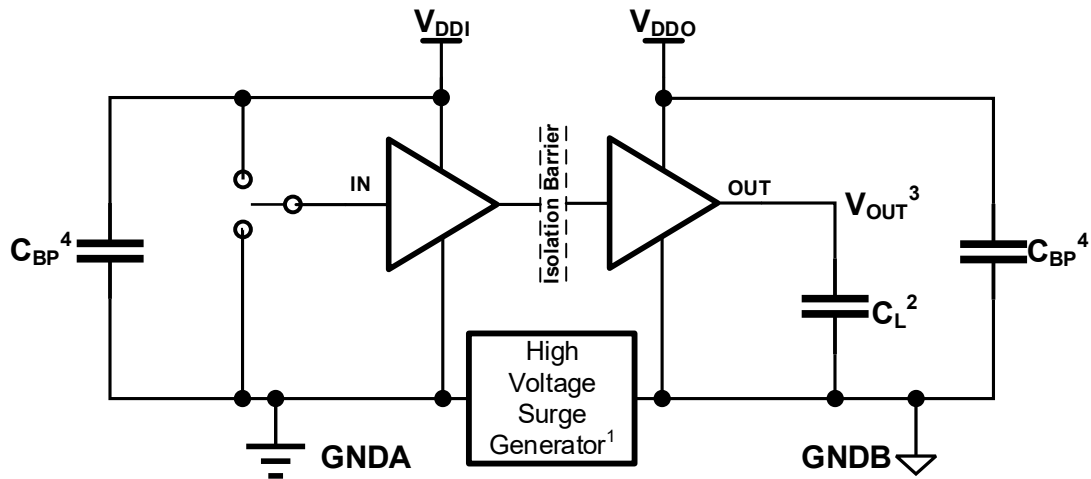 VDDI
VDDO
Isolation Barrier
IN
OUT
VOUT3
CBP4
CBP4
CL2
High
Voltage
Surge
Generator1
GNDA
GNDB